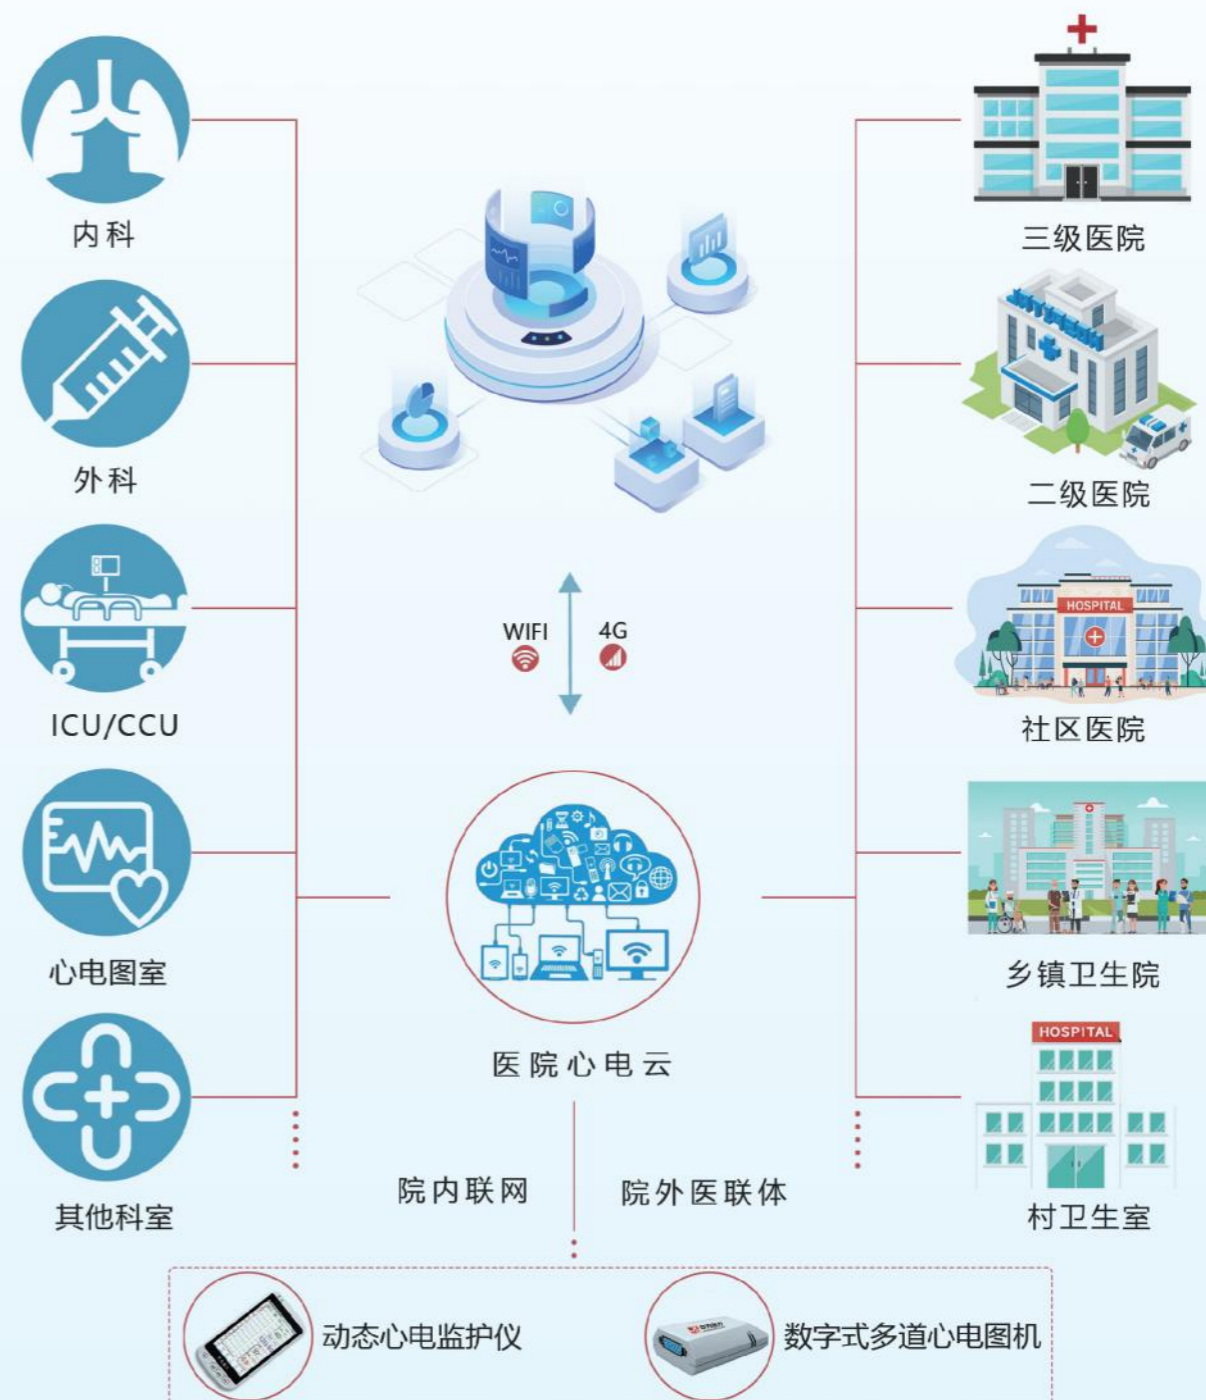 内科
外科
ICU/CCU
心电图室
其他科室
WIFI
4G
医院心电云
院内联网
院外医联体
三级医院
二级医院
HOSPITAL
社区医院
乡镇卫生院
HOSPITAL
村卫生室
动态心电监护仪
数字式多道心电图机